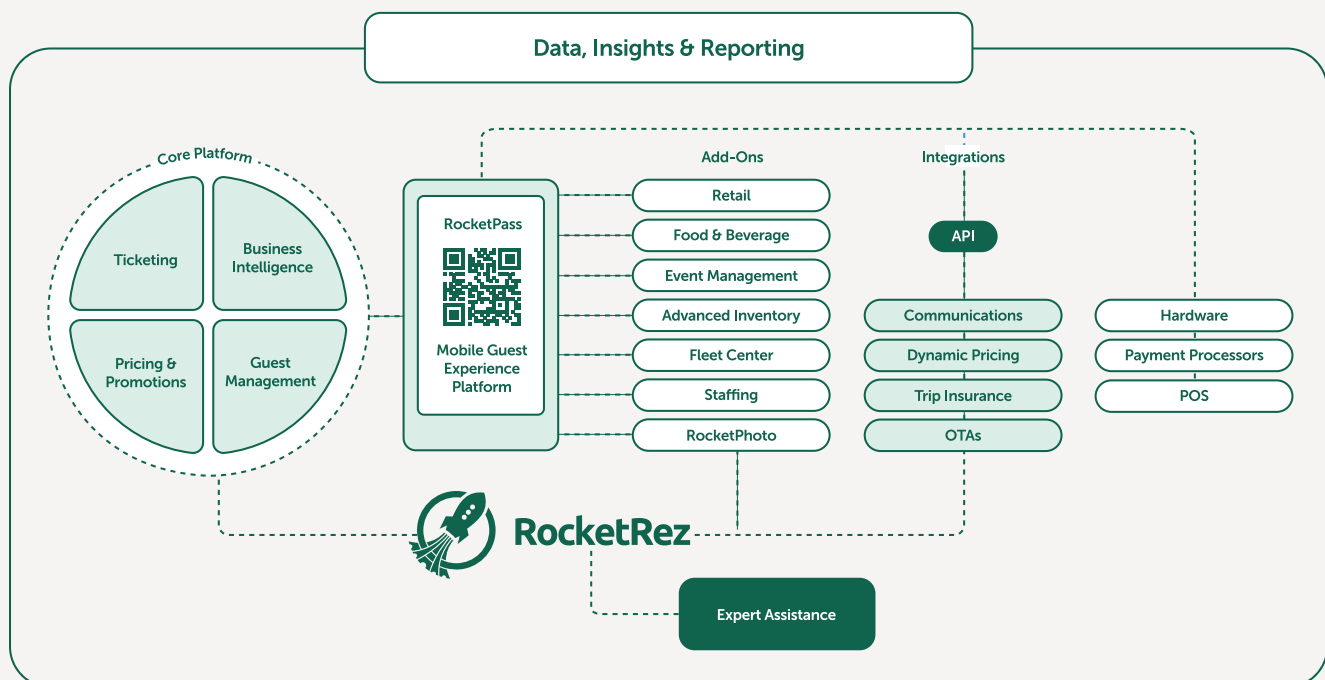 Data, Insights & Reporting
Core Platform
Ticketing
Business
Intelligence
Pricing &
Promotions
Guest
Management
RocketPass
Mobile Guest
Experience
Platform
Add-Ons
Retail
Food & Beverage
Event Management
Advanced Inventory
Fleet Center
Staffing
RocketPhoto
Integrations
API
Communications
Dynamic Pricing
Trip Insurance
OTAs
Hardware
Payment Processors
POS
RocketRez
Expert Assistance